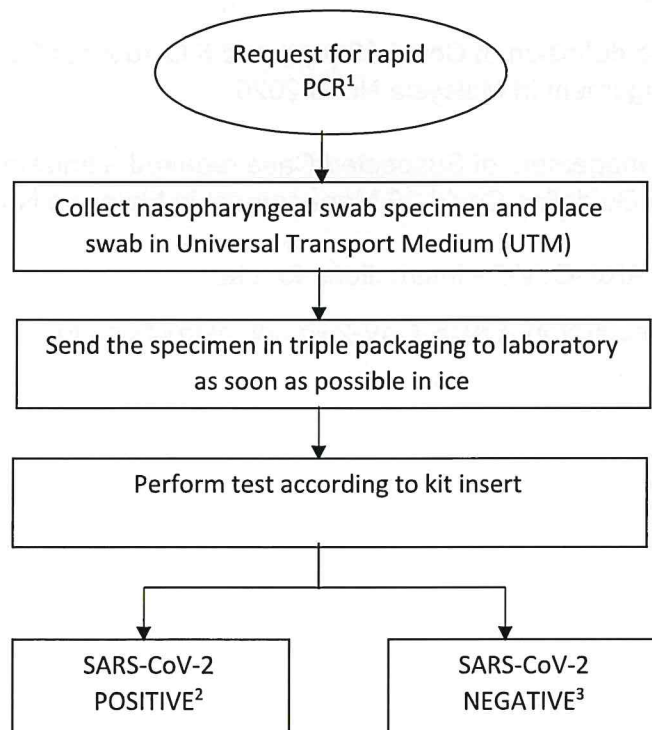 Request for rapid
PCR¹
Collect nasopharyngeal swab specimen and place
swab in Universal Transport Medium (UTM)
Send the specimen in triple packaging to laboratory
as soon as possible in ice
Perform test according to kit insert
SARS-CoV-2
POSITIVE²
SARS-CoV-2
NEGATIVE³